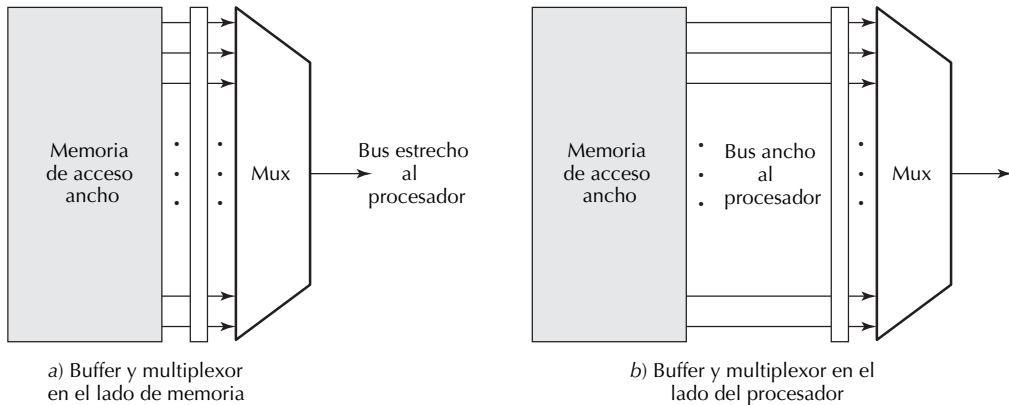 Memoria
de acceso
ancho
Mux
Bus estrecho
al
procesador
a) Buffer y multiplexor
en el lado de memoria
Memoria
de acceso
ancho
Bus ancho
al
procesador
Mux
b) Buffer y multiplexor en el
lado del procesador